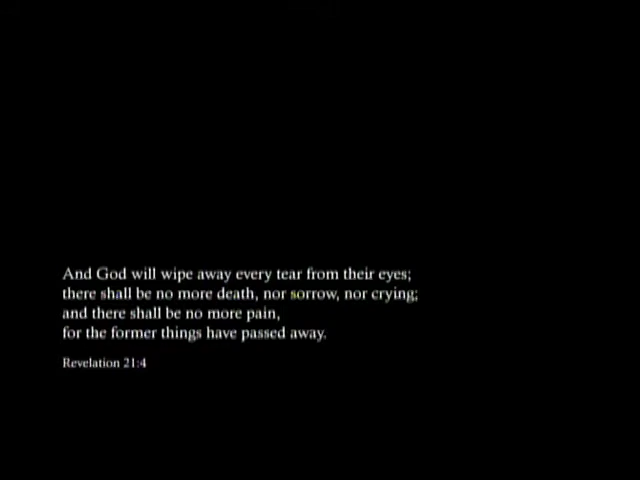 And God will wipe away every tear from their eyes;
there shall be no more death, nor sorrow, nor crying;
and there shall be no more pain,
for the former things have passed away.
Revelation 21:4